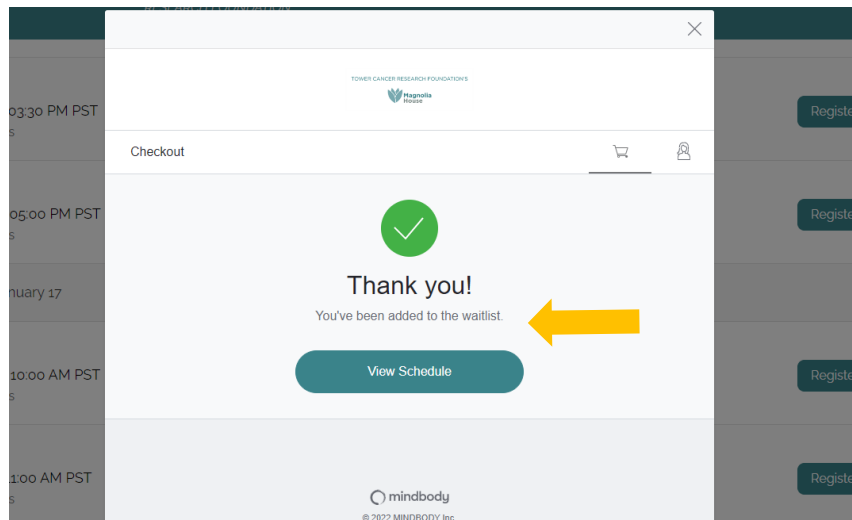 03:30 PM PST
s
05:00 PM PST
s
nuary 17
10:00 AM PST
s
1:00 AM PST
s
TOWER CANCER RESEARCH FOUNDATION'S
Magnolia
House
Checkout
Thank you!
You've been added to the waitlist.
View Schedule
mindbody
© 2022 MINDBODY Inc.
Registe
Registe
Registe
Registe